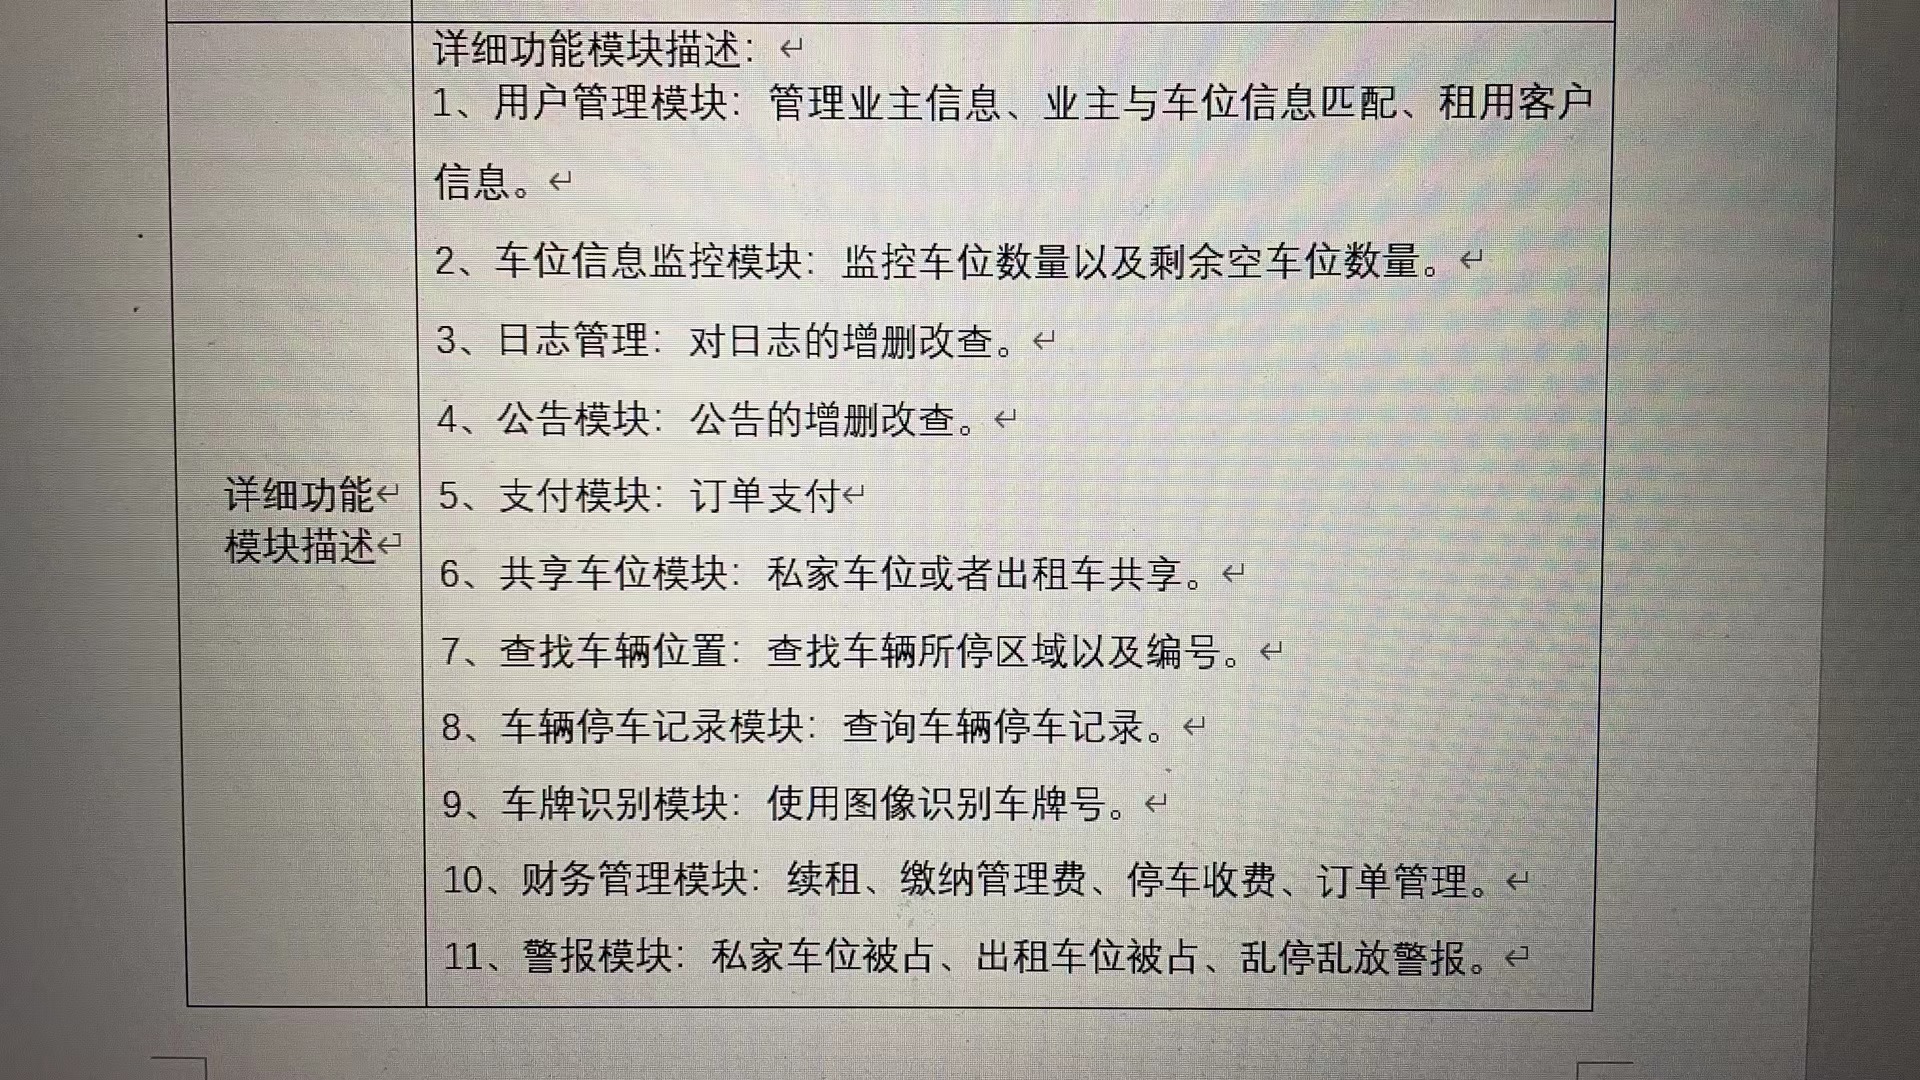 详细功能模块描述：
1、用户管理模块：管理业主信息、业主与车位信息匹配、租用客户
信息。
2、车位信息监控模块：监控车位数量以及剩余空车位数量。
3、日志管理：对日志的增删改查。
4、公告模块：公告的增删改查。
详细功能
模块描述
5、支付模块：订单支付
6、共享车位模块：私家车位或者出租车共享。
7、查找车辆位置：查找车辆所停区域以及编号。
8、车辆停车记录模块：查询车辆停车记录。
9、车牌识别模块：使用图像识别车牌号。
10、财务管理模块：续租、缴纳管理费、停车收费、订单管理。
11、警报模块：私家车位被占、出租车位被占、乱停乱放警报。